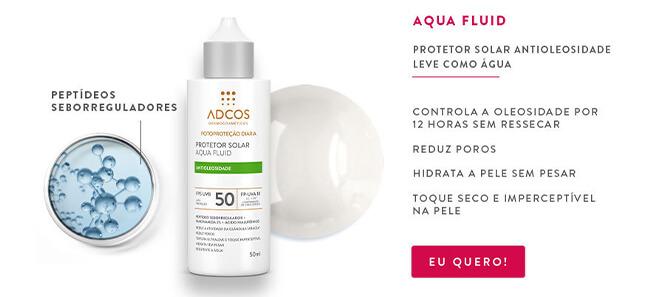 PEPTÍDEOS
SEBORREGULADORES
ADCOS
DERMOCOSMÉTICOS
FOTOPROTEÇÃO DIÁRIA
PROTETOR SOLAR
AQUA FLUID
ANTIOLEOSIDADE
FPS UVB
50
FP-UVA
50ml
AQUA FLUID
PROTETOR SOLAR ANTIOLEOSIDADE
LEVE COMO ÁGUA
CONTROLA A OLEOSIDADE POR
12 HORAS SEM RESSECAR
REDUZ POROS
HIDRATA A PELE SEM PESAR
TOQUE SECO E IMPERCEPTÍVEL
NA PELE
EU QUERO!